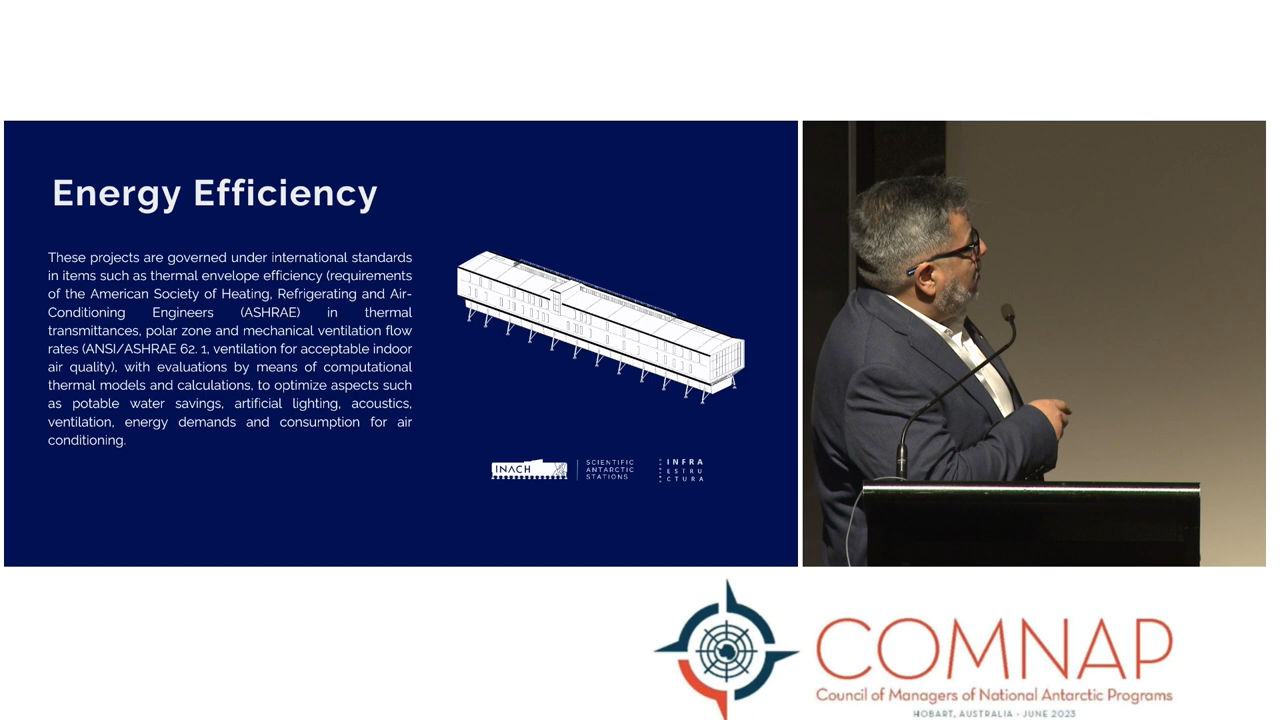 Energy Efficiency
These projects are governed under international standards
in items such as thermal envelope efficiency (requirements
of the American Society of Heating, Refrigerating and Air-
Conditioning Engineers (ASHRAE) in thermal
transmittances, polar zone and mechanical ventilation flow
rates (ANSI/ASHRAE 62. 1, ventilation for acceptable indoor
air quality), with evaluations by means of computational
thermal models and calculations, to optimize aspects such
as potable water savings, artificial lighting, acoustics,
ventilation, energy demands and consumption for air
conditioning.
INACH
SCIENTIFIC
ANTARCTIC
STATIONS
INFRA
ESTRU
CTURA
COMNAP
Council of Managers of National Antarctic Programs
HOBART, AUSTRALIA - JUNE 2023